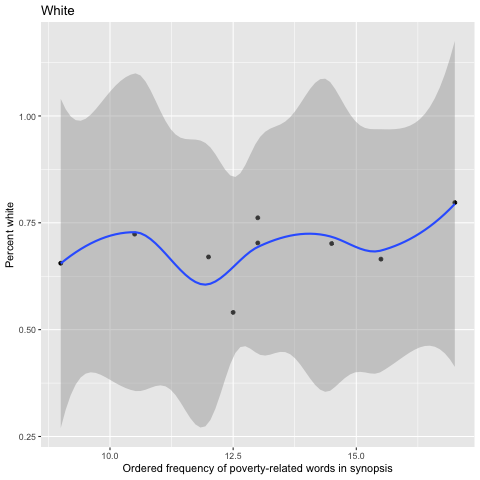 White
1.00
0.75
0.50
0.25
Percent white
10.0 12.5 15.0
Ordered frequency of poverty-related words in synopsis